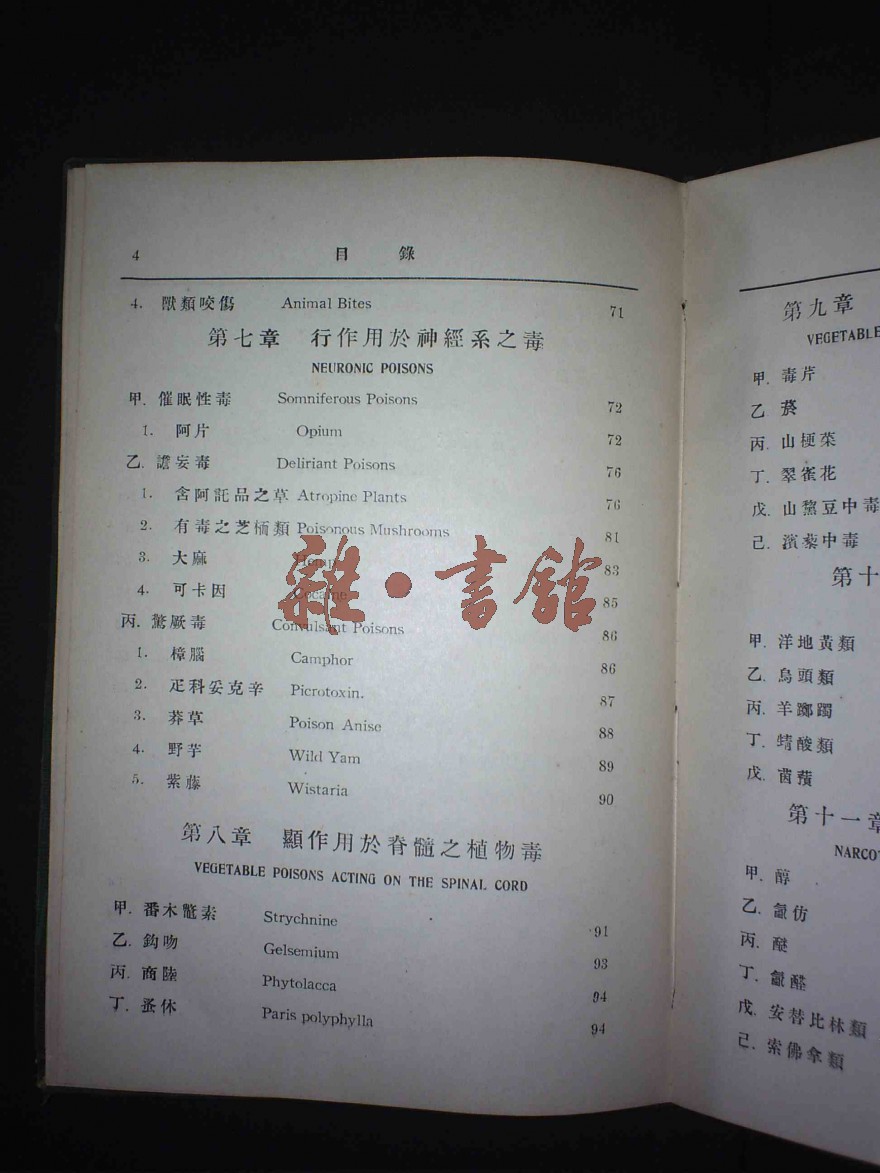 4 目錄
4. 獸類咬傷 Animal Bites 71
第七章 行作用於神經系之毒
NEURONIC POISONS
甲. 催眠性毒 Somniferous Poisons 72
1. 阿片 Opium 72
乙. 譫妄毒 Deliriant Poisons 76
1. 含阿託品之草 Atropine Plants 76
2. 有毒之芝栭類 Poisonous Mushrooms 81
3. 大麻 Hemp 83
4. 可卡因 Cocaine 85
丙. 驚厥毒 Convulsant Poisons 86
1. 樟腦 Camphor 86
2. 疋科妥克辛 Picrotoxin. 87
3. 莽草 Poison Anise 88
4. 野芋 Wild Yam 89
5. 紫藤 Wistaria 90
第八章 顯作用於脊髓之植物毒
VEGETABLE POISONS ACTING ON THE SPINAL CORD
甲. 番木鼈素 Strychnine 91
乙. 鈎吻 Gelsemium 93
丙. 商陸 Phytolacca 94
丁. 蚤休 Paris polyphylla 94
雜·書館
第九章
VEGETABLE
甲. 毒芹
乙 菸
丙. 山梗菜
丁. 翠雀花
戊. 山黧豆中毒
己. 濱藜中毒
第十
甲. 洋地黃類
乙. 烏頭類
丙. 羊躑躅
丁. 蜻酸類
戊. 茵蕷
第十一章
NARCO
甲. 醇
乙. 氯仿
丙. 醚
丁. 氯醛
戊. 安替比林類
己. 索佛拿類